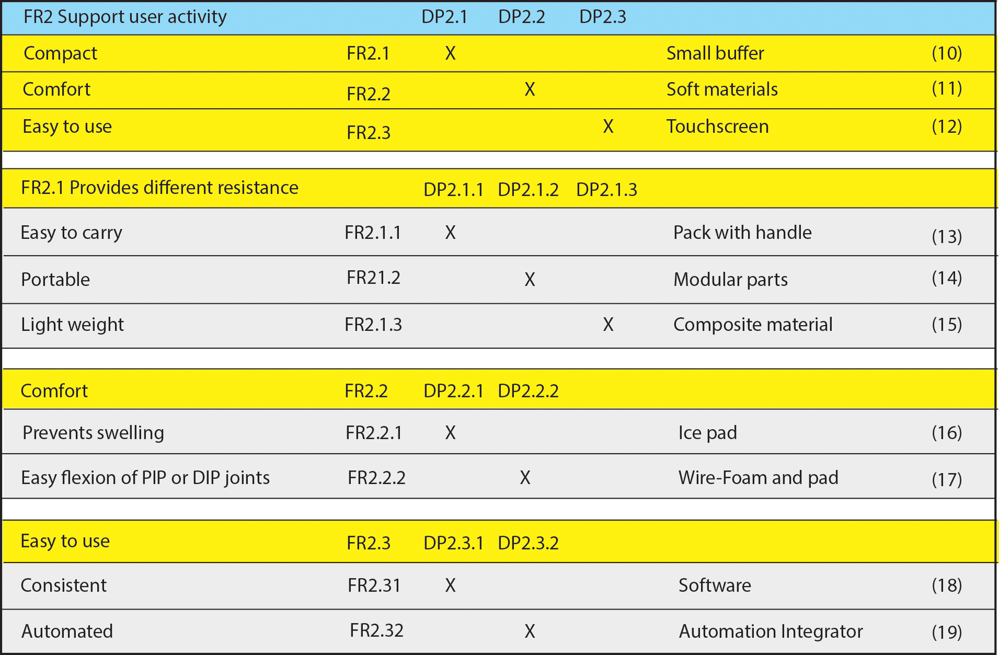 FR2 Support user activity DP2.1 DP2.2 DP2.3
Compact FR2.1 X Small buffer (10)
Comfort FR2.2 X Soft materials (11)
Easy to use FR2.3 X Touchscreen (12)
FR2.1 Provides different resistance DP2.1.1 DP2.1.2 DP2.1.3
Easy to carry FR2.1.1 X Pack with handle (13)
Portable FR21.2 X Modular parts (14)
Light weight FR2.1.3 X Composite material (15)
Comfort FR2.2 DP2.2.1 DP2.2.2
Prevents swelling FR2.2.1 X Ice pad (16)
Easy flexion of PIP or DIP joints FR2.2.2 X Wire-Foam and pad (17)
Easy to use FR2.3 DP2.3.1 DP2.3.2
Consistent FR2.31 X Software (18)
Automated FR2.32 X Automation Integrator (19)